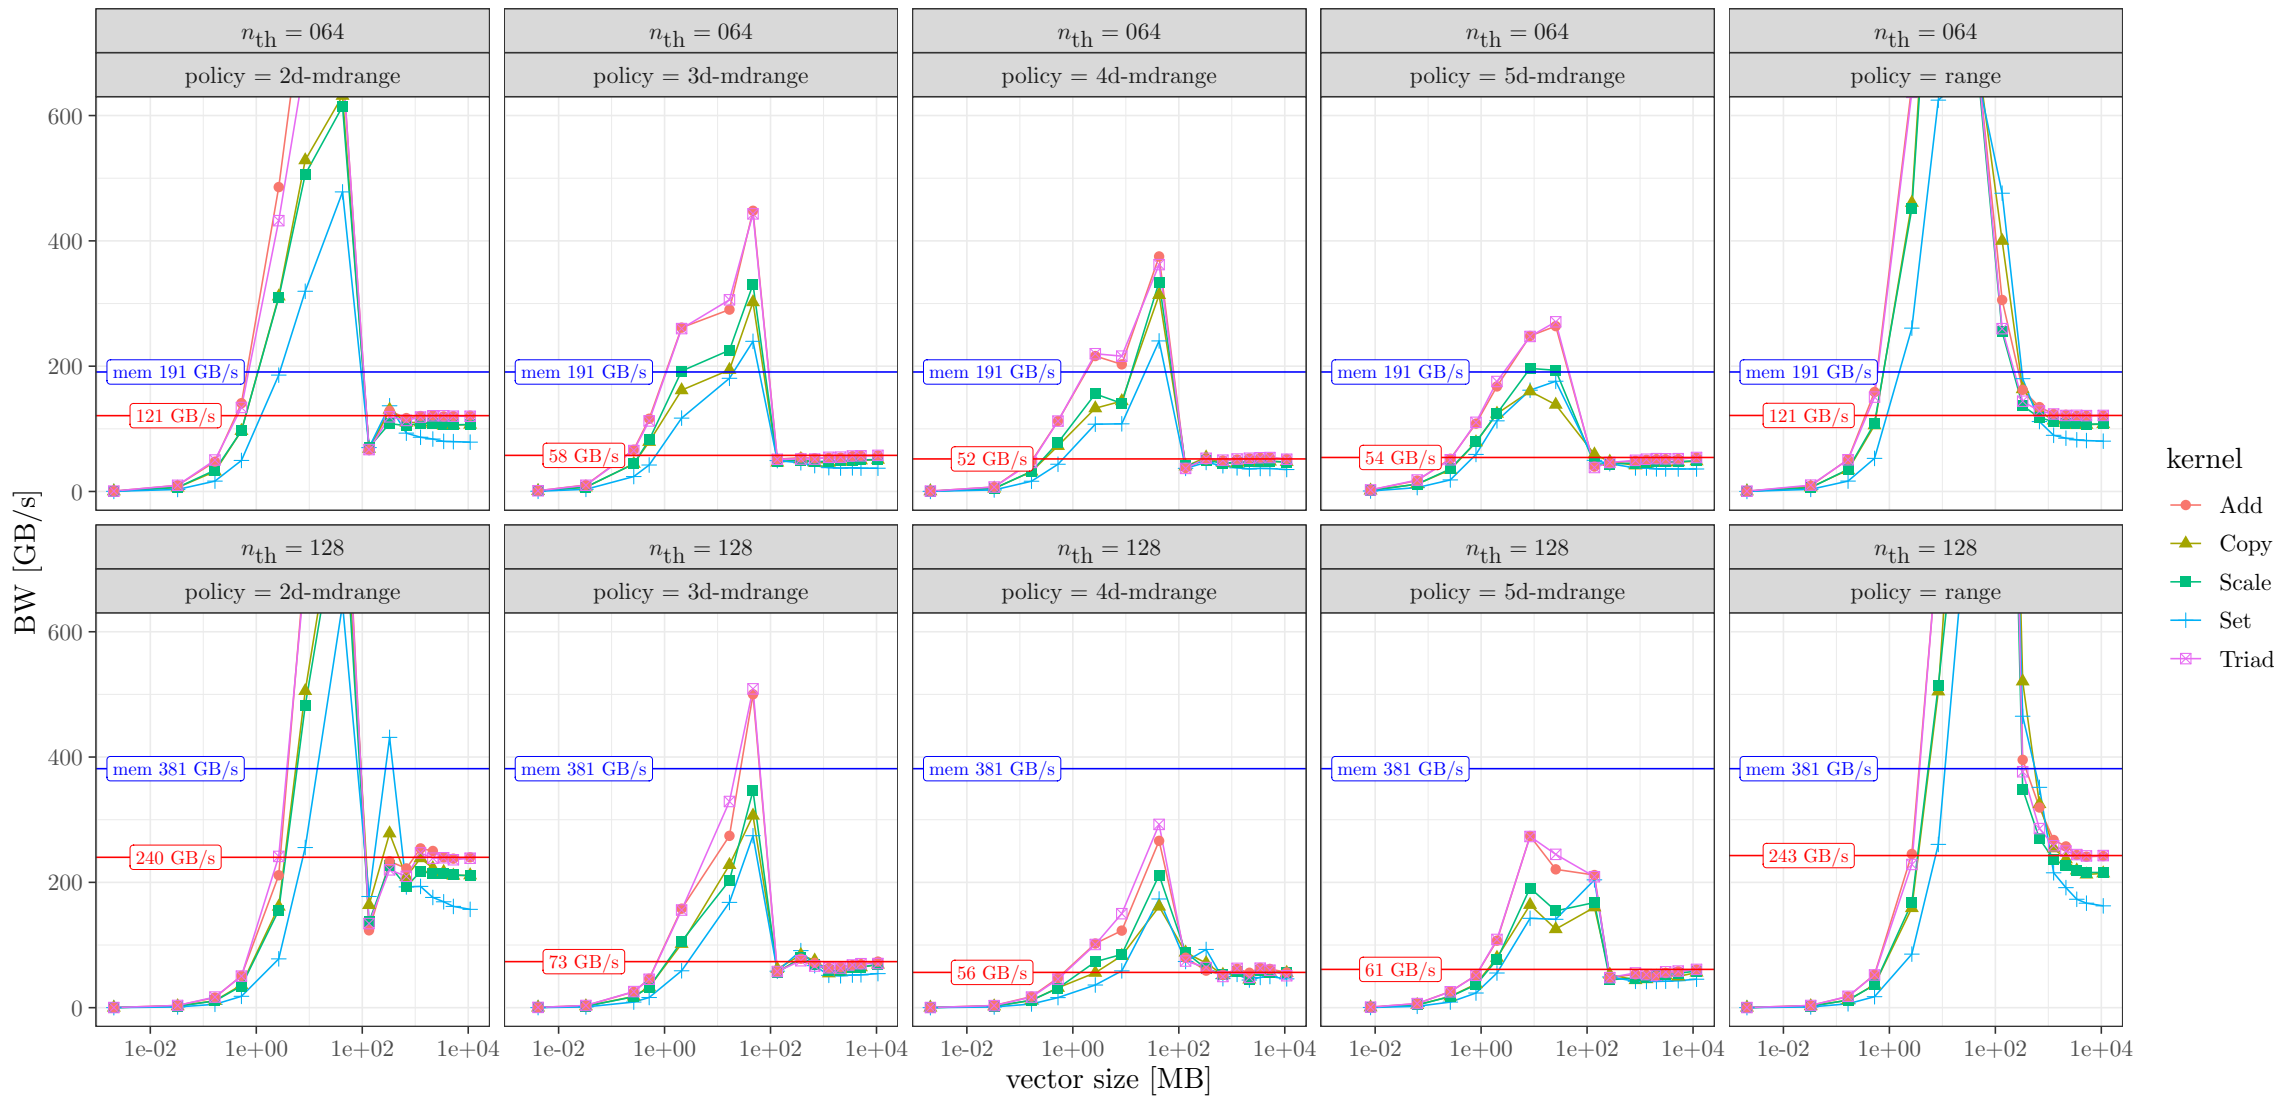 n_th = 064
n_th = 064
n_th = 064
n_th = 064
n_th = 064
policy = 2d-mdrange
policy = 3d-mdrange
policy = 4d-mdrange
policy = 5d-mdrange
policy = range
600
400
200
0
mem 191 GB/s
121 GB/s
mem 191 GB/s
58 GB/s
mem 191 GB/s
52 GB/s
mem 191 GB/s
54 GB/s
mem 191 GB/s
121 GB/s
n_th = 128
n_th = 128
n_th = 128
n_th = 128
n_th = 128
policy = 2d-mdrange
policy = 3d-mdrange
policy = 4d-mdrange
policy = 5d-mdrange
policy = range
600
400
200
0
mem 381 GB/s
240 GB/s
mem 381 GB/s
73 GB/s
mem 381 GB/s
56 GB/s
mem 381 GB/s
61 GB/s
mem 381 GB/s
243 GB/s
1e-02 1e+00 1e+02 1e+04
1e-02 1e+00 1e+02 1e+04
1e-02 1e+00 1e+02 1e+04
1e-02 1e+00 1e+02 1e+04
1e-02 1e+00 1e+02 1e+04
vector size [MB]
BW [GB/s]
kernel
Add
Copy
Scale
Set
Triad